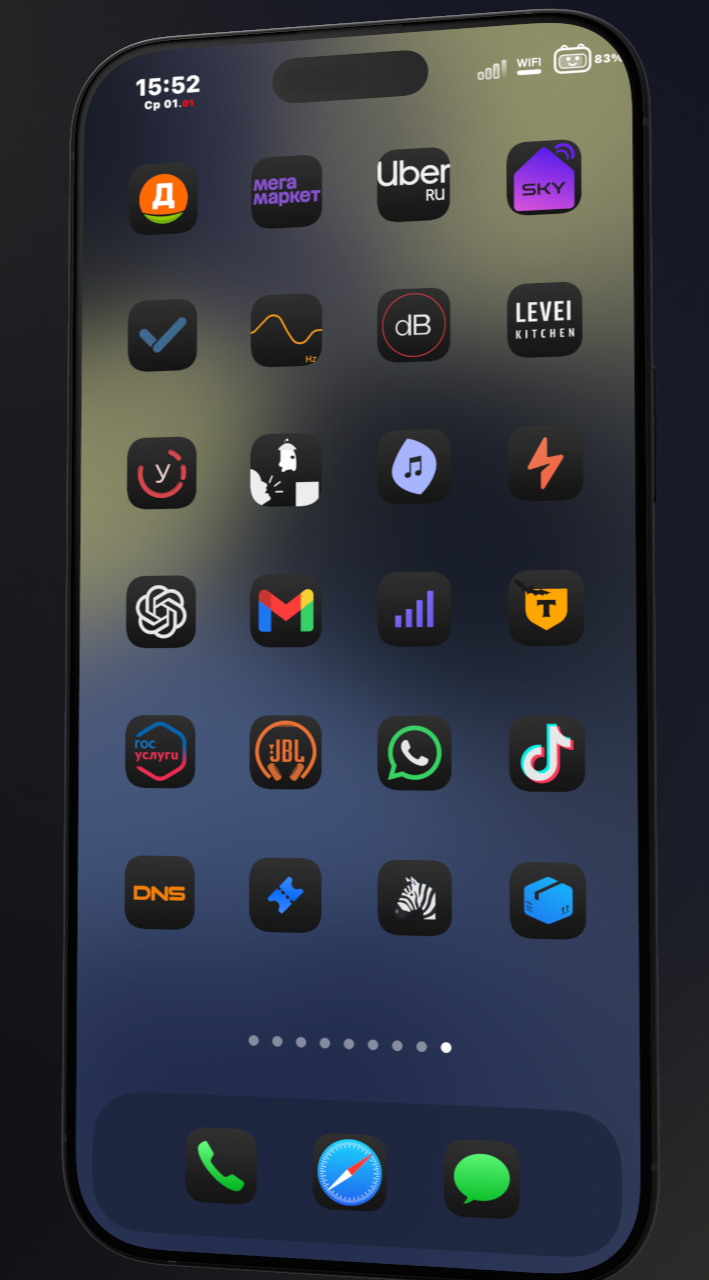 15:52
Ср 01.01
WIFI
83%
Д
мега
маркет
Uber
RU
SKY
Hz
dB
LEVEL
KITCHEN
У
T
гос
услуги
JBL
DNS